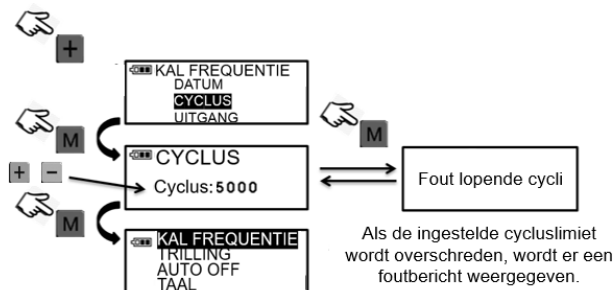 +
KAL FREQUENTIE
DATUM
CYCLUS
UITGANG
M
M
CYCLUS
+ -
Cyclus:5000
Fout lopende cycli
M
KAL FREQUENTIE
TRILLING
AUTO OFF
TAAL
Als de ingestelde cycluslimiet
wordt overschreden, wordt er een
foutbericht weergegeven.